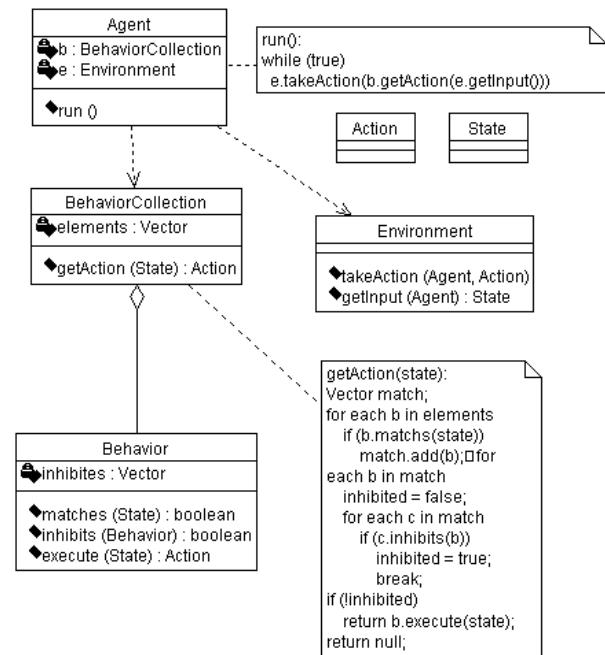 Agent
b : BehaviorCollection
e : Environment
run ()
run():
while (true)
e.takeAction(b.getAction(e.getInput()))
Action
State
BehaviorCollection
elements : Vector
getAction (State) : Action
Environment
takeAction (Agent, Action)
getInput (Agent) : State
Behavior
inhibites : Vector
matches (State) : boolean
inhibits (Behavior) : boolean
execute (State) : Action
getAction(state):
Vector match;
for each b in elements
if (b.matchs(state))
match.add(b);□for
each b in match
inhibited = false;
for each c in match
if (c.inhibits(b))
inhibited = true;
break;
if (!inhibited)
return b.execute(state);
return null;